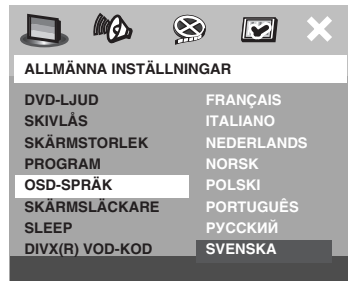 ALLMÄNNA INSTÄLLNINGAR
DVD-LJUD FRANÇAIS
SKIVLÅS ITALIANO
SKÄRMSTORLEK NEDERLANDS
PROGRAM NORSK
OSD-SPRÄK POLSKI
SKÄRMSLÄCKARE PORTUGUÊS
SLEEP РУССКИЙ
DIVX(R) VOD-KOD SVENSKA